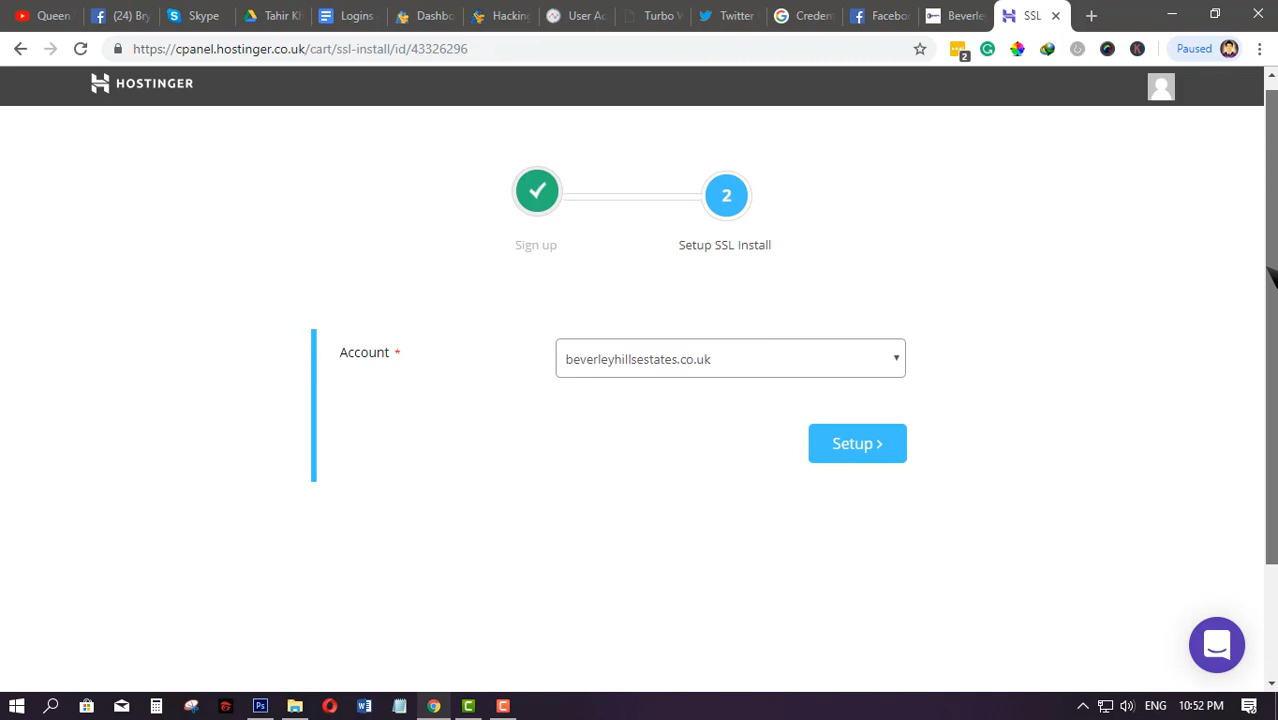 Queen
(24) Bry
Skype
Tahir Kh
Logins
Dashbo
Hacking
User Ac
Turbo V
Twitter
Creden
Facebo
Beverle
SSL
https://cpanel.hostinger.co.uk/cart/ssl-install/id/43326296
2
Paused
HOSTINGER
2
Sign up
Setup SSL Install
Account *
beverleyhillsestates.co.uk
Setup
ENG
10:52 PM